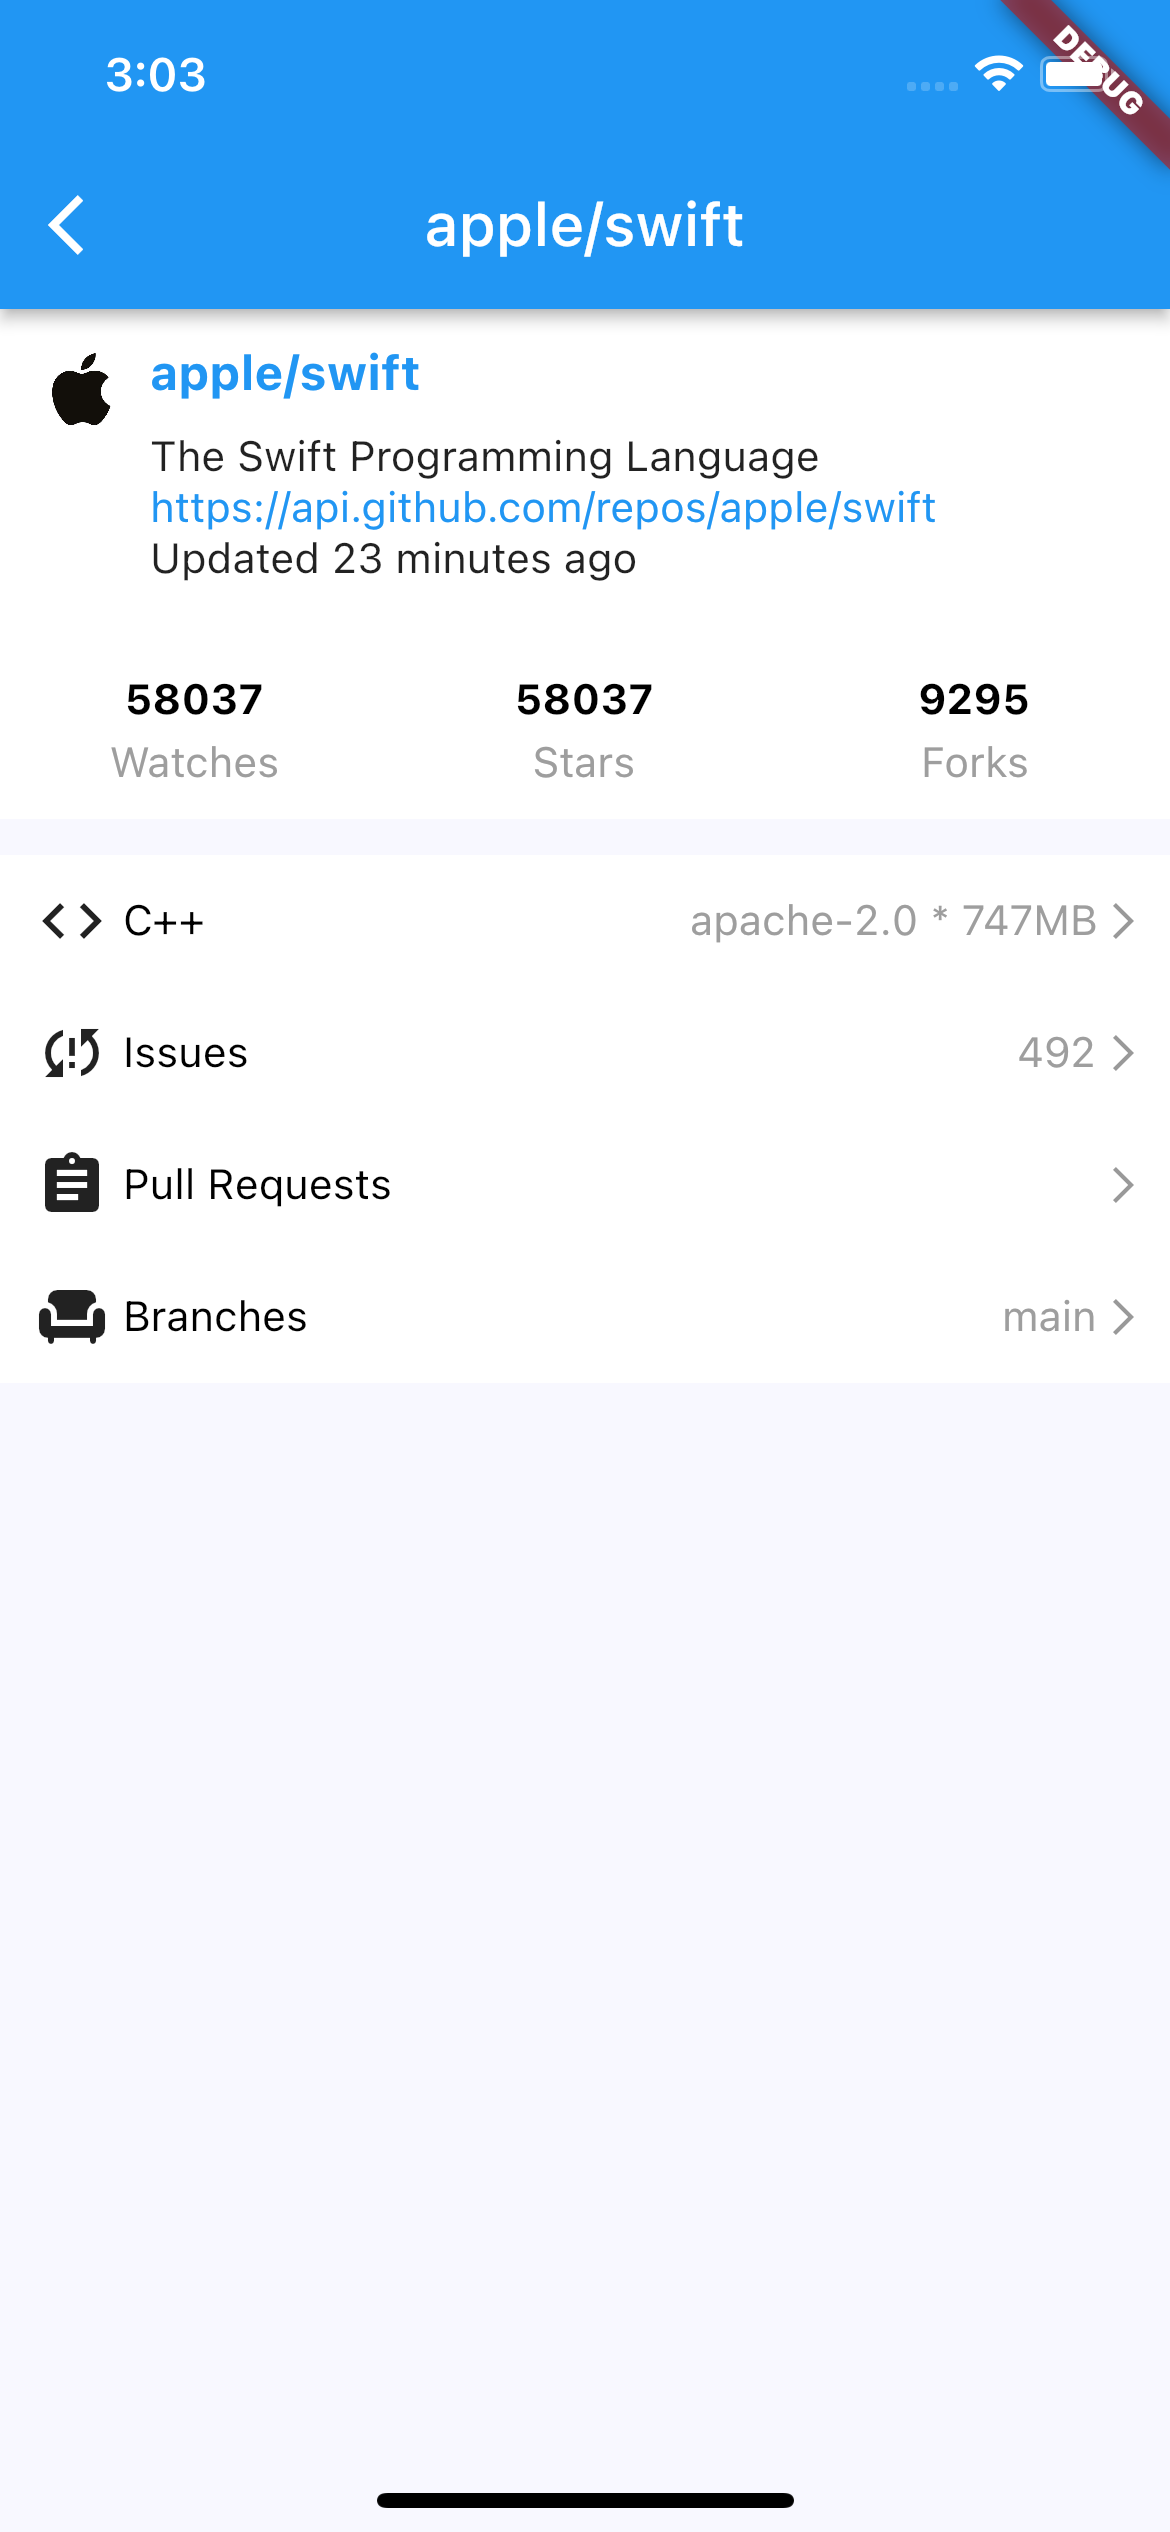 3:03
DEBUG
apple/swift
apple/swift
The Swift Programming Language
https://api.github.com/repos/apple/swift
Updated 23 minutes ago
58037 58037 9295
Watches Stars Forks
C++ apache-2.0 * 747MB
Issues 492
Pull Requests
Branches main